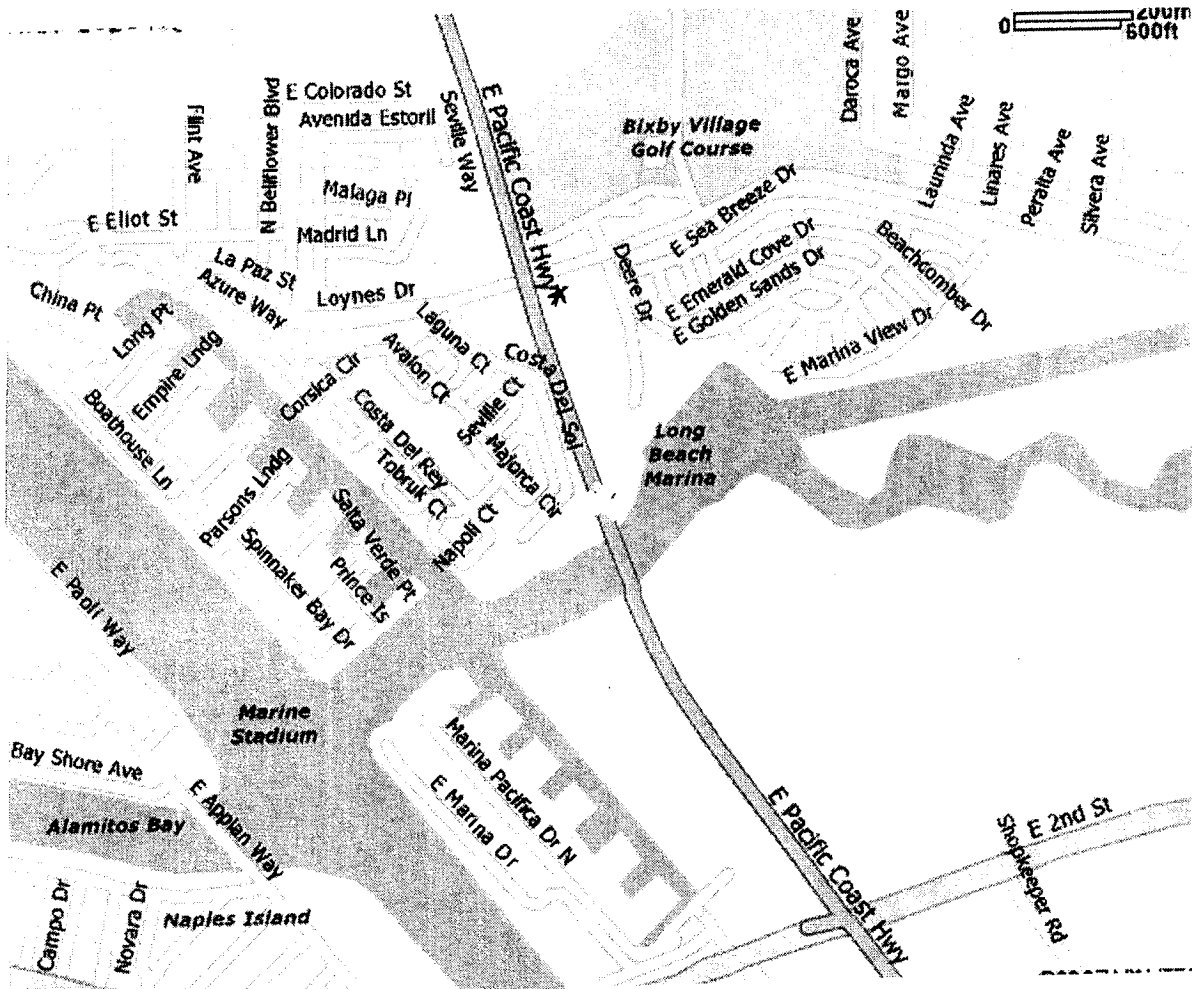 0
200m
600ft
Daroca Ave
Margo Ave
E Colorado St
Avenida Estoril
Flint Ave
N Bellflower Blvd
Seville Way
E Pacific Coast Hwy
Bixby Village
Golf Course
Laurinda Ave
Linares Ave
Peralta Ave
Silvera Ave
Malaga Pl
E Eliot St
Madrid Ln
E Sea Breeze Dr
Deere Dr
E Emerald Cove Dr
E Golden Sands Dr
Beachcomber Dr
La Paz St
Azure Way
China Pt
Long Pt
Loynes Dr
*
Laguna Ct
Avalon Ct
Costa Del Sol
E Marina View Dr
Empire Lndg
Boathouse Ln
Corsica Cir
Costa Del Rey
Tobruk Ct
Seville Ct
Majorca Cir
Long
Beach
Marina
Parsons Lndg
Salta Verde Pt
Napoli Ct
Spinnaker Bay Dr
Prince Is
E Paoli Way
Marine
Stadium
Bay Shore Ave
E Appian Way
Marina Pacifica Dr N
E Marina Dr
Alamitos Bay
E Pacific Coast Hwy
E 2nd St
Shopkeeper Rd
Campo Dr
Novara Dr
Naples Island